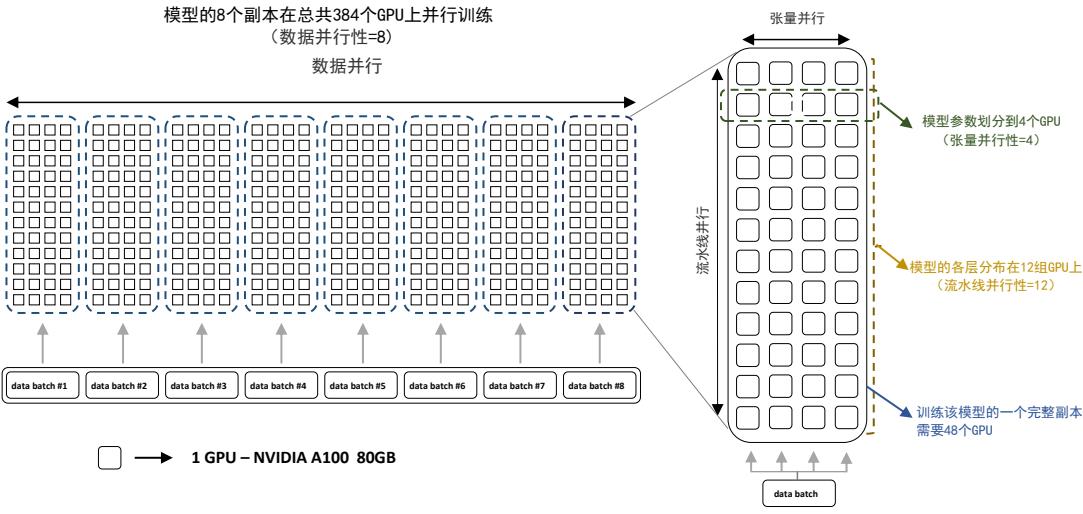 模型的8个副本在总共384个GPU上并行训练
（数据并行性=8）
数据并行
data batch #1
data batch #2
data batch #3
data batch #4
data batch #5
data batch #6
data batch #7
data batch #8
1 GPU – NVIDIA A100 80GB
张量并行
流水线并行
模型参数划分到4个GPU
（张量并行性=4）
模型的各层分布在12组GPU上
（流水线并行性=12）
训练该模型的一个完整副本
需要48个GPU
data batch